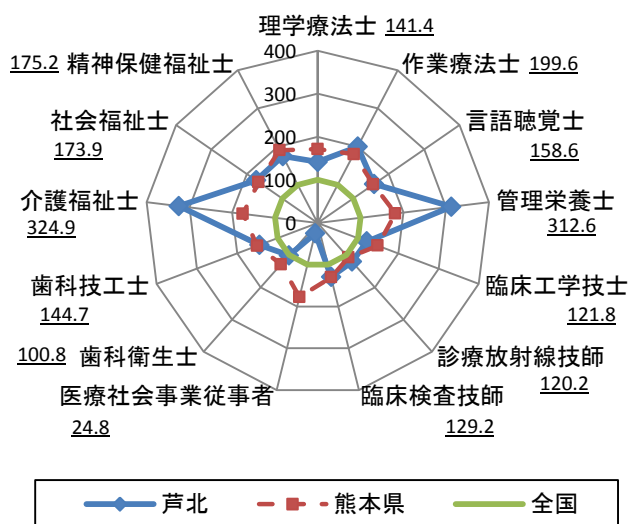 理学療法士 141.4
作業療法士 199.6
言語聴覚士
158.6
管理栄養士
312.6
臨床工学技士
121.8
診療放射線技師
120.2
臨床検査技師
129.2
医療社会事業従事者
24.8
100.8 歯科衛生士
歯科技工士
144.7
介護福祉士
324.9
社会福祉士
173.9
175.2 精神保健福祉士
400
300
200
100
0
芦北 熊本県 全国